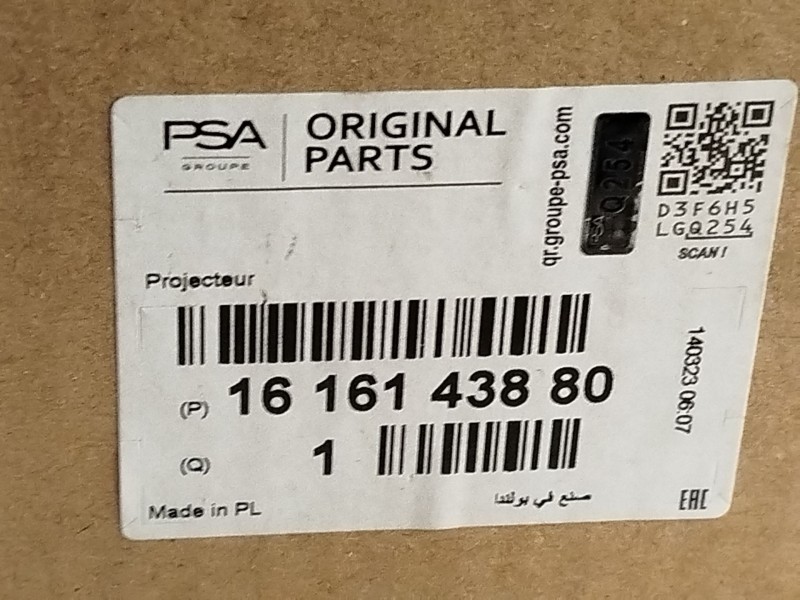 PSA
GROUPE
ORIGINAL
PARTS
qr.groupe-psa.com
PSA Q254
D3F6H5
LGQ254
SCAN!
Projecteur
(P) 16 161 438 80
(Q) 1
140323 06:07
Made in PL
صنع في بولندا
EAC